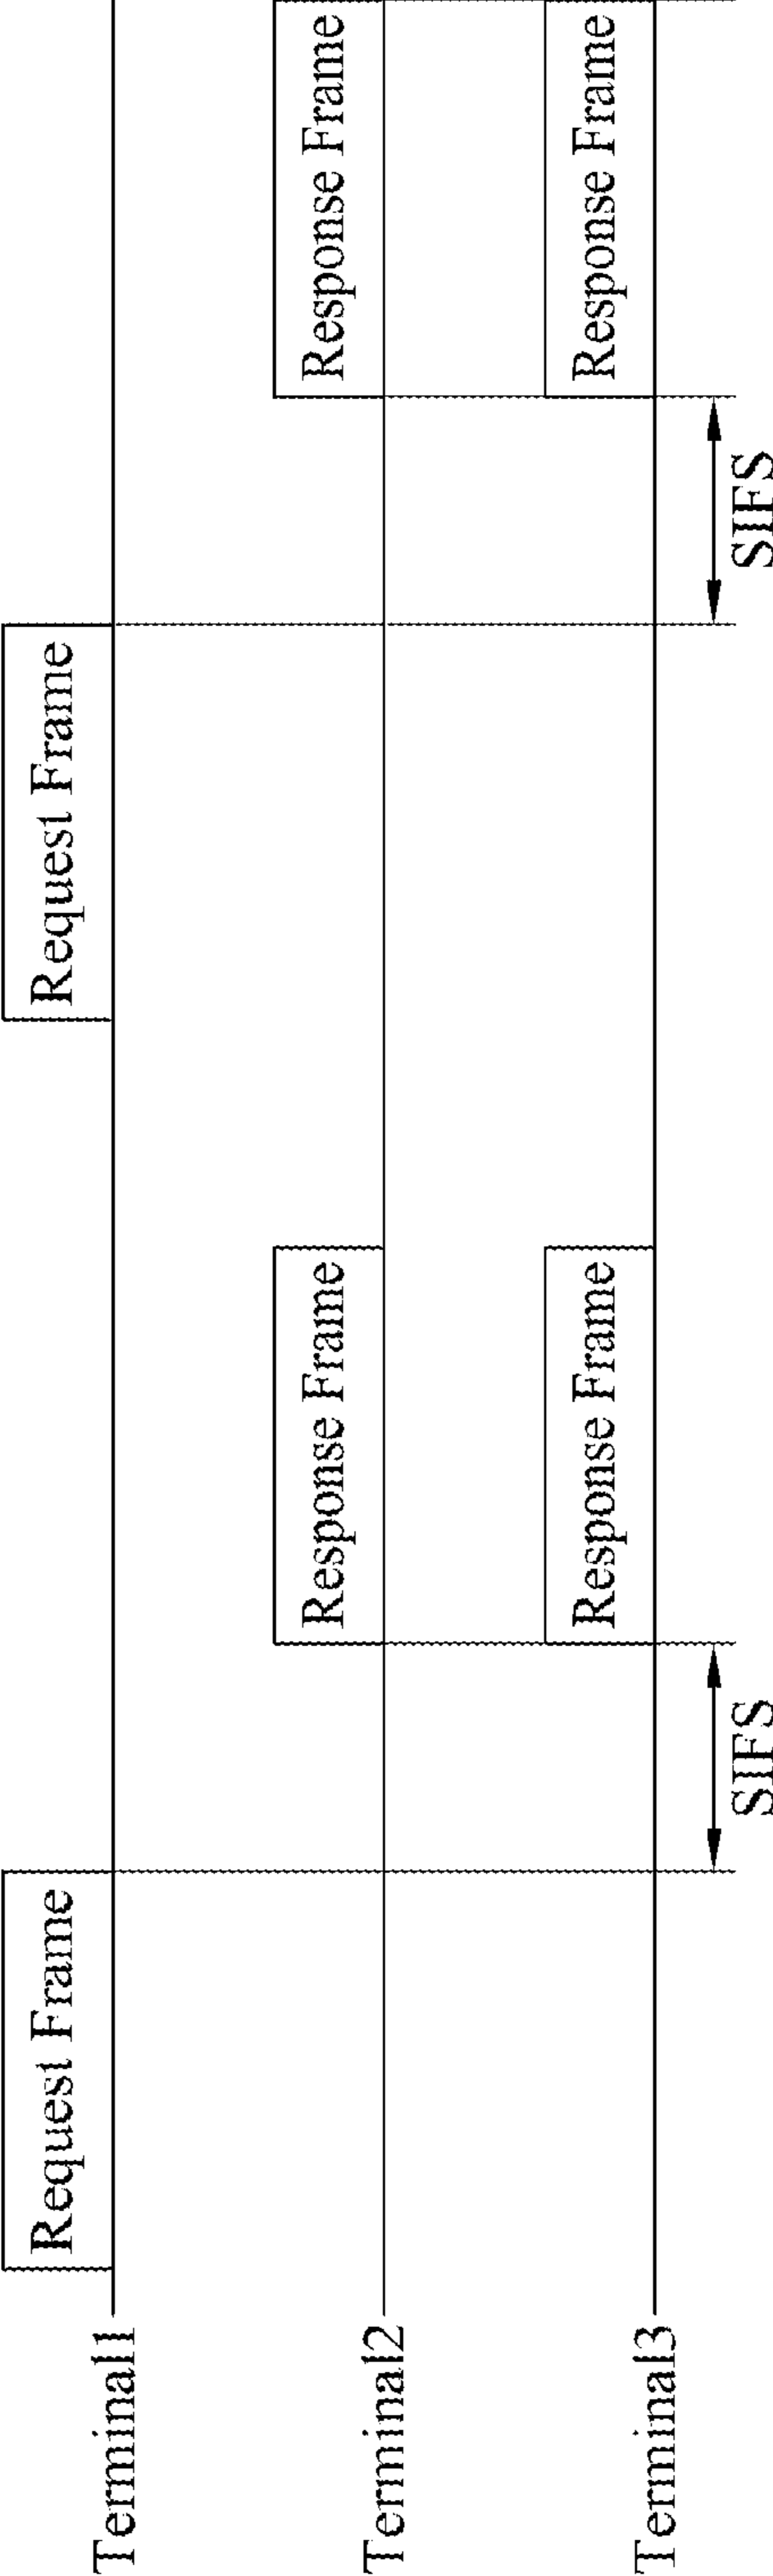 Terminal1
Request Frame
Request Frame
Terminal2
Response Frame
Response Frame
Terminal3
Response Frame
Response Frame
SIFS
SIFS